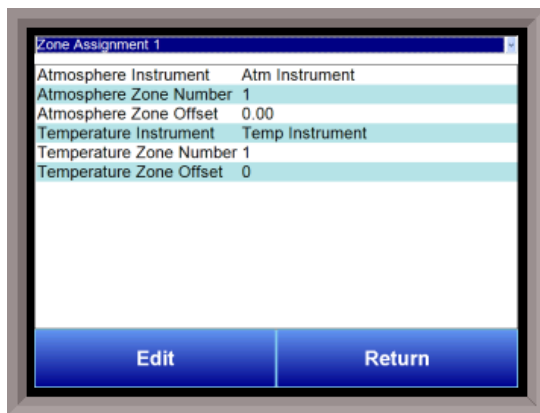 Zone Assignment 1
Atmosphere Instrument Atm Instrument
Atmosphere Zone Number 1
Atmosphere Zone Offset 0.00
Temperature Instrument Temp Instrument
Temperature Zone Number 1
Temperature Zone Offset 0
Edit Return